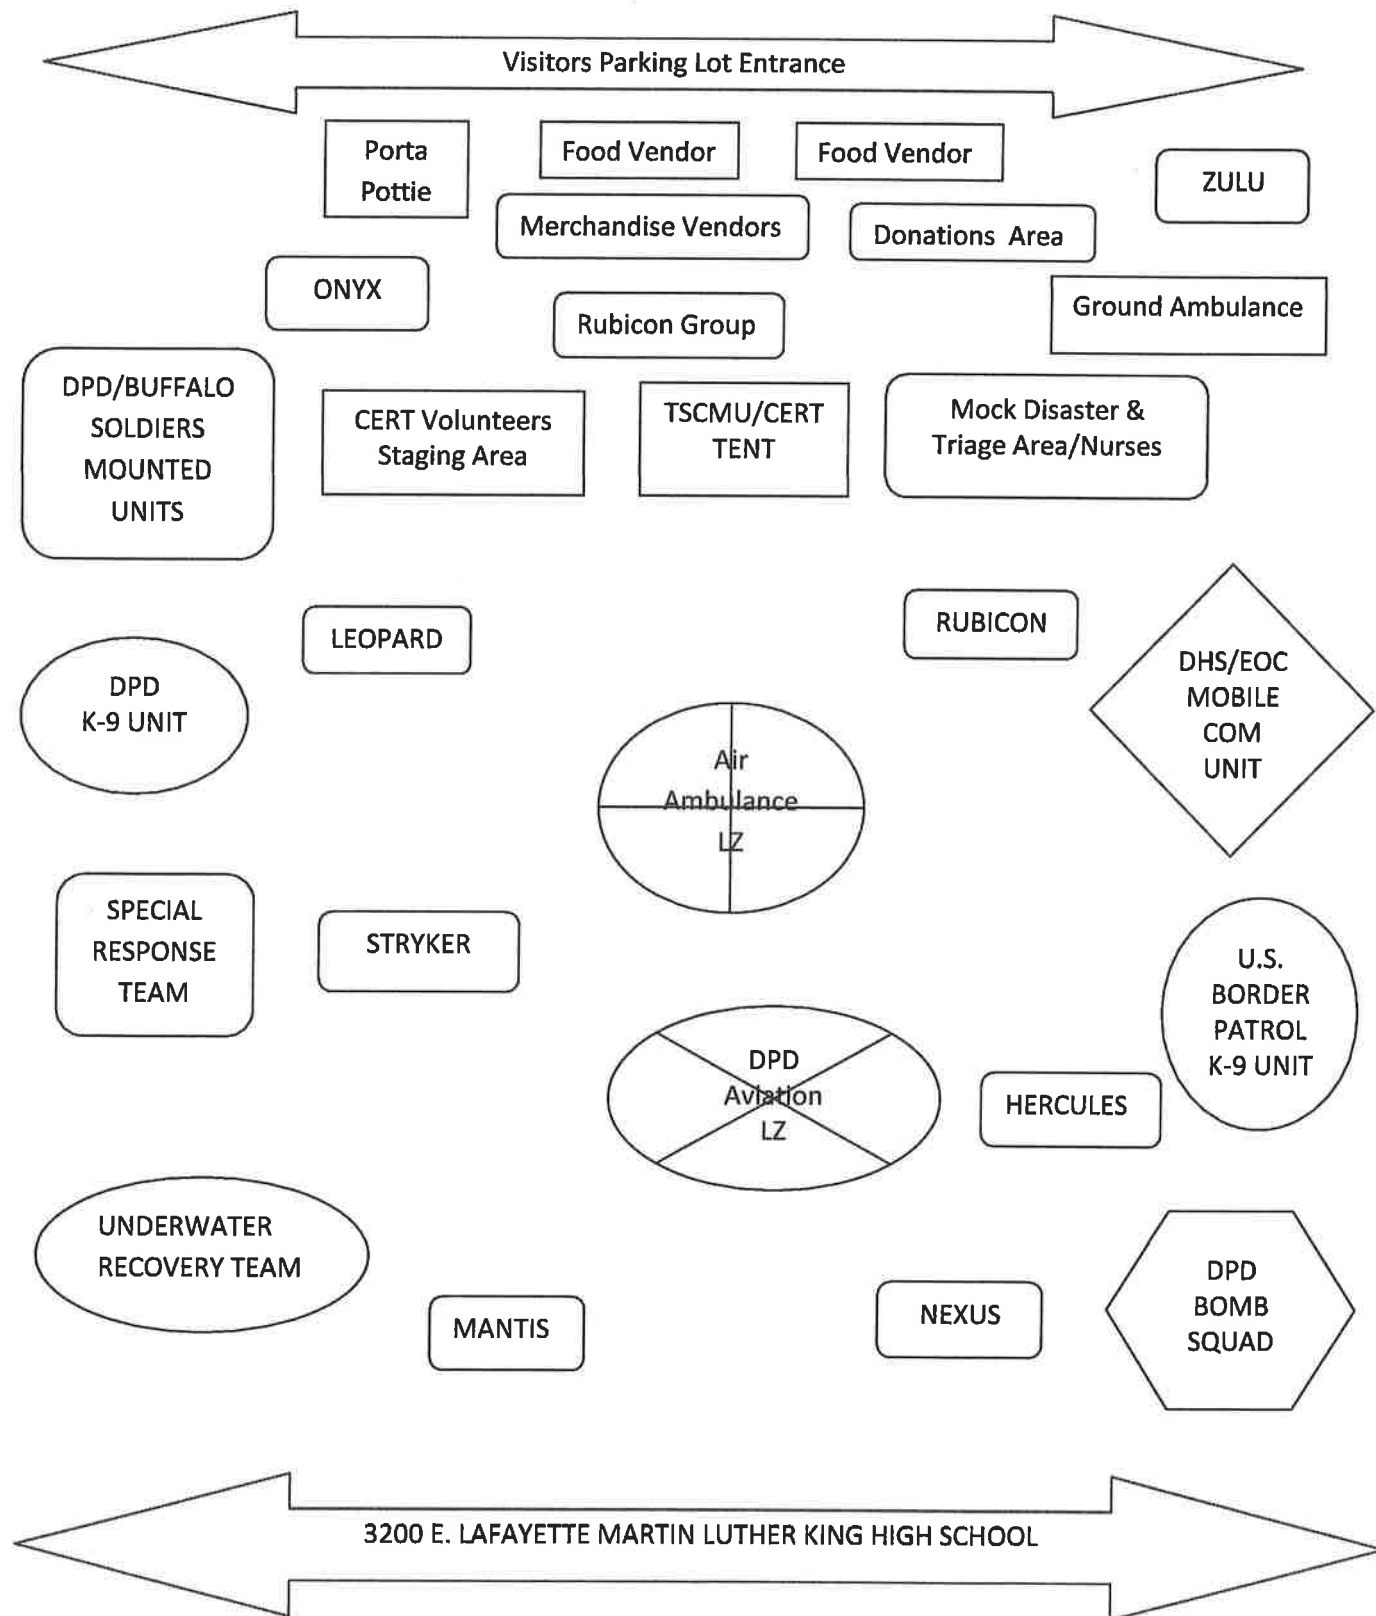 Visitors Parking Lot Entrance
Porta
Pottie
Food Vendor
Food Vendor
ZULU
Merchandise Vendors
Donations Area
ONYX
Rubicon Group
Ground Ambulance
DPD/BUFFALO
SOLDIERS
MOUNTED
UNITS
CERT Volunteers
Staging Area
TSCMU/CERT
TENT
Mock Disaster &
Triage Area/Nurses
LEOPARD
RUBICON
DPD
K-9 UNIT
DHS/EOC
MOBILE
COM
UNIT
Air
Ambulance
LZ
SPECIAL
RESPONSE
TEAM
STRYKER
U.S.
BORDER
PATROL
K-9 UNIT
DPD
Aviation
LZ
HERCULES
UNDERWATER
RECOVERY TEAM
MANTIS
NEXUS
DPD
BOMB
SQUAD
3200 E. LAFAYETTE MARTIN LUTHER KING HIGH SCHOOL